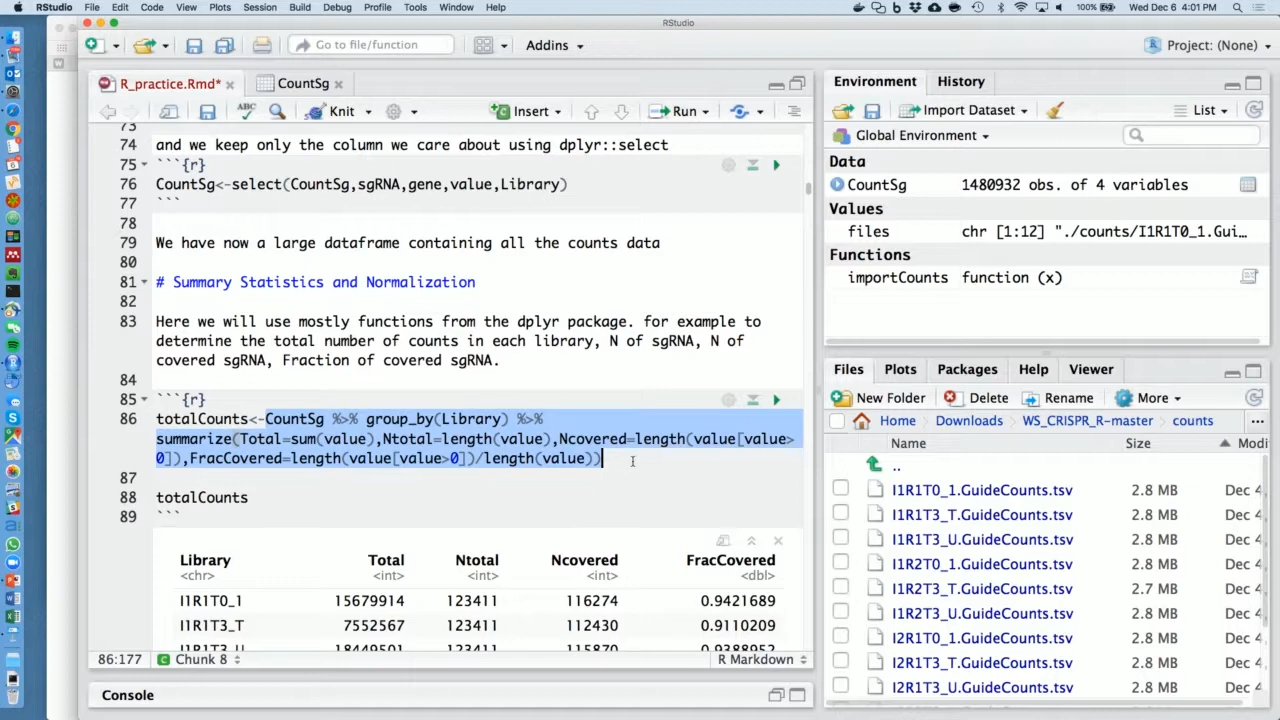 RStudio File Edit Code View Plots Session Build Debug Profile Tools Window Help 100% Wed Dec 6 4:01 PM
RStudio
Go to file/function Addins Project: (None)
R_practice.Rmd* CountSg
ABC Knit Insert Run
73
74 and we keep only the column we care about using dplyr::select
75 ```{r}
76 CountSg<-select(CountSg,sgRNA,gene,value,Library)
77 ```
78
79 We have now a large dataframe containing all the counts data
80
81 # Summary Statistics and Normalization
82
83 Here we will use mostly functions from the dplyr package. for example to
determine the total number of counts in each library, N of sgRNA, N of
covered sgRNA, Fraction of covered sgRNA.
84
85 ```{r}
86 totalCounts<-CountSg %>% group_by(Library) %>%
summarize(Total=sum(value),Ntotal=length(value),Ncovered=length(value[value>
0]),FracCovered=length(value[value>0])/length(value))
87
88 totalCounts
89 ```
Library Total Ntotal Ncovered FracCovered
<chr> <int> <int> <int> <dbl>
I1R1T0_1 15679914 123411 116274 0.9421689
I1R1T3_T 7552567 123411 112430 0.9110209
I1R1T3_U 18449501 123411 115870 0.9388952
86:177 Chunk 8 R Markdown
Console
Environment History
Import Dataset List
Global Environment
Data
CountSg 1480932 obs. of 4 variables
Values
files chr [1:12] "./counts/I1R1T0_1.Gui…
Functions
importCounts function (x)
Files Plots Packages Help Viewer
New Folder Delete Rename More
Home Downloads WS_CRISPR_R-master counts ...
Name Size Modi
..
I1R1T0_1.GuideCounts.tsv 2.8 MB Dec 4
I1R1T3_T.GuideCounts.tsv 2.8 MB Dec 4
I1R1T3_U.GuideCounts.tsv 2.8 MB Dec 4
I1R2T0_1.GuideCounts.tsv 2.8 MB Dec 4
I1R2T3_T.GuideCounts.tsv 2.7 MB Dec 4
I1R2T3_U.GuideCounts.tsv 2.8 MB Dec 4
I2R1T0_1.GuideCounts.tsv 2.8 MB Dec 4
I2R1T3_T.GuideCounts.tsv 2.8 MB Dec 4
I2R1T3_U.GuideCounts.tsv 2.8 MB Dec 4